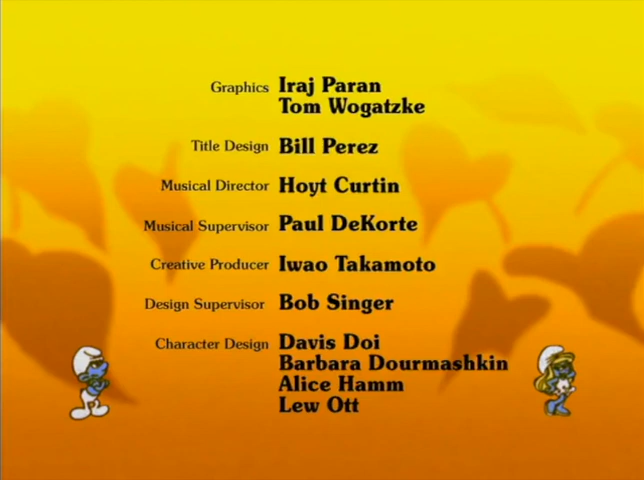 Graphics Iraj Paran
Tom Wogatzke
Title Design Bill Perez
Musical Director Hoyt Curtin
Musical Supervisor Paul DeKorte
Creative Producer Iwao Takamoto
Design Supervisor Bob Singer
Character Design Davis Doi
Barbara Dourmashkin
Alice Hamm
Lew Ott